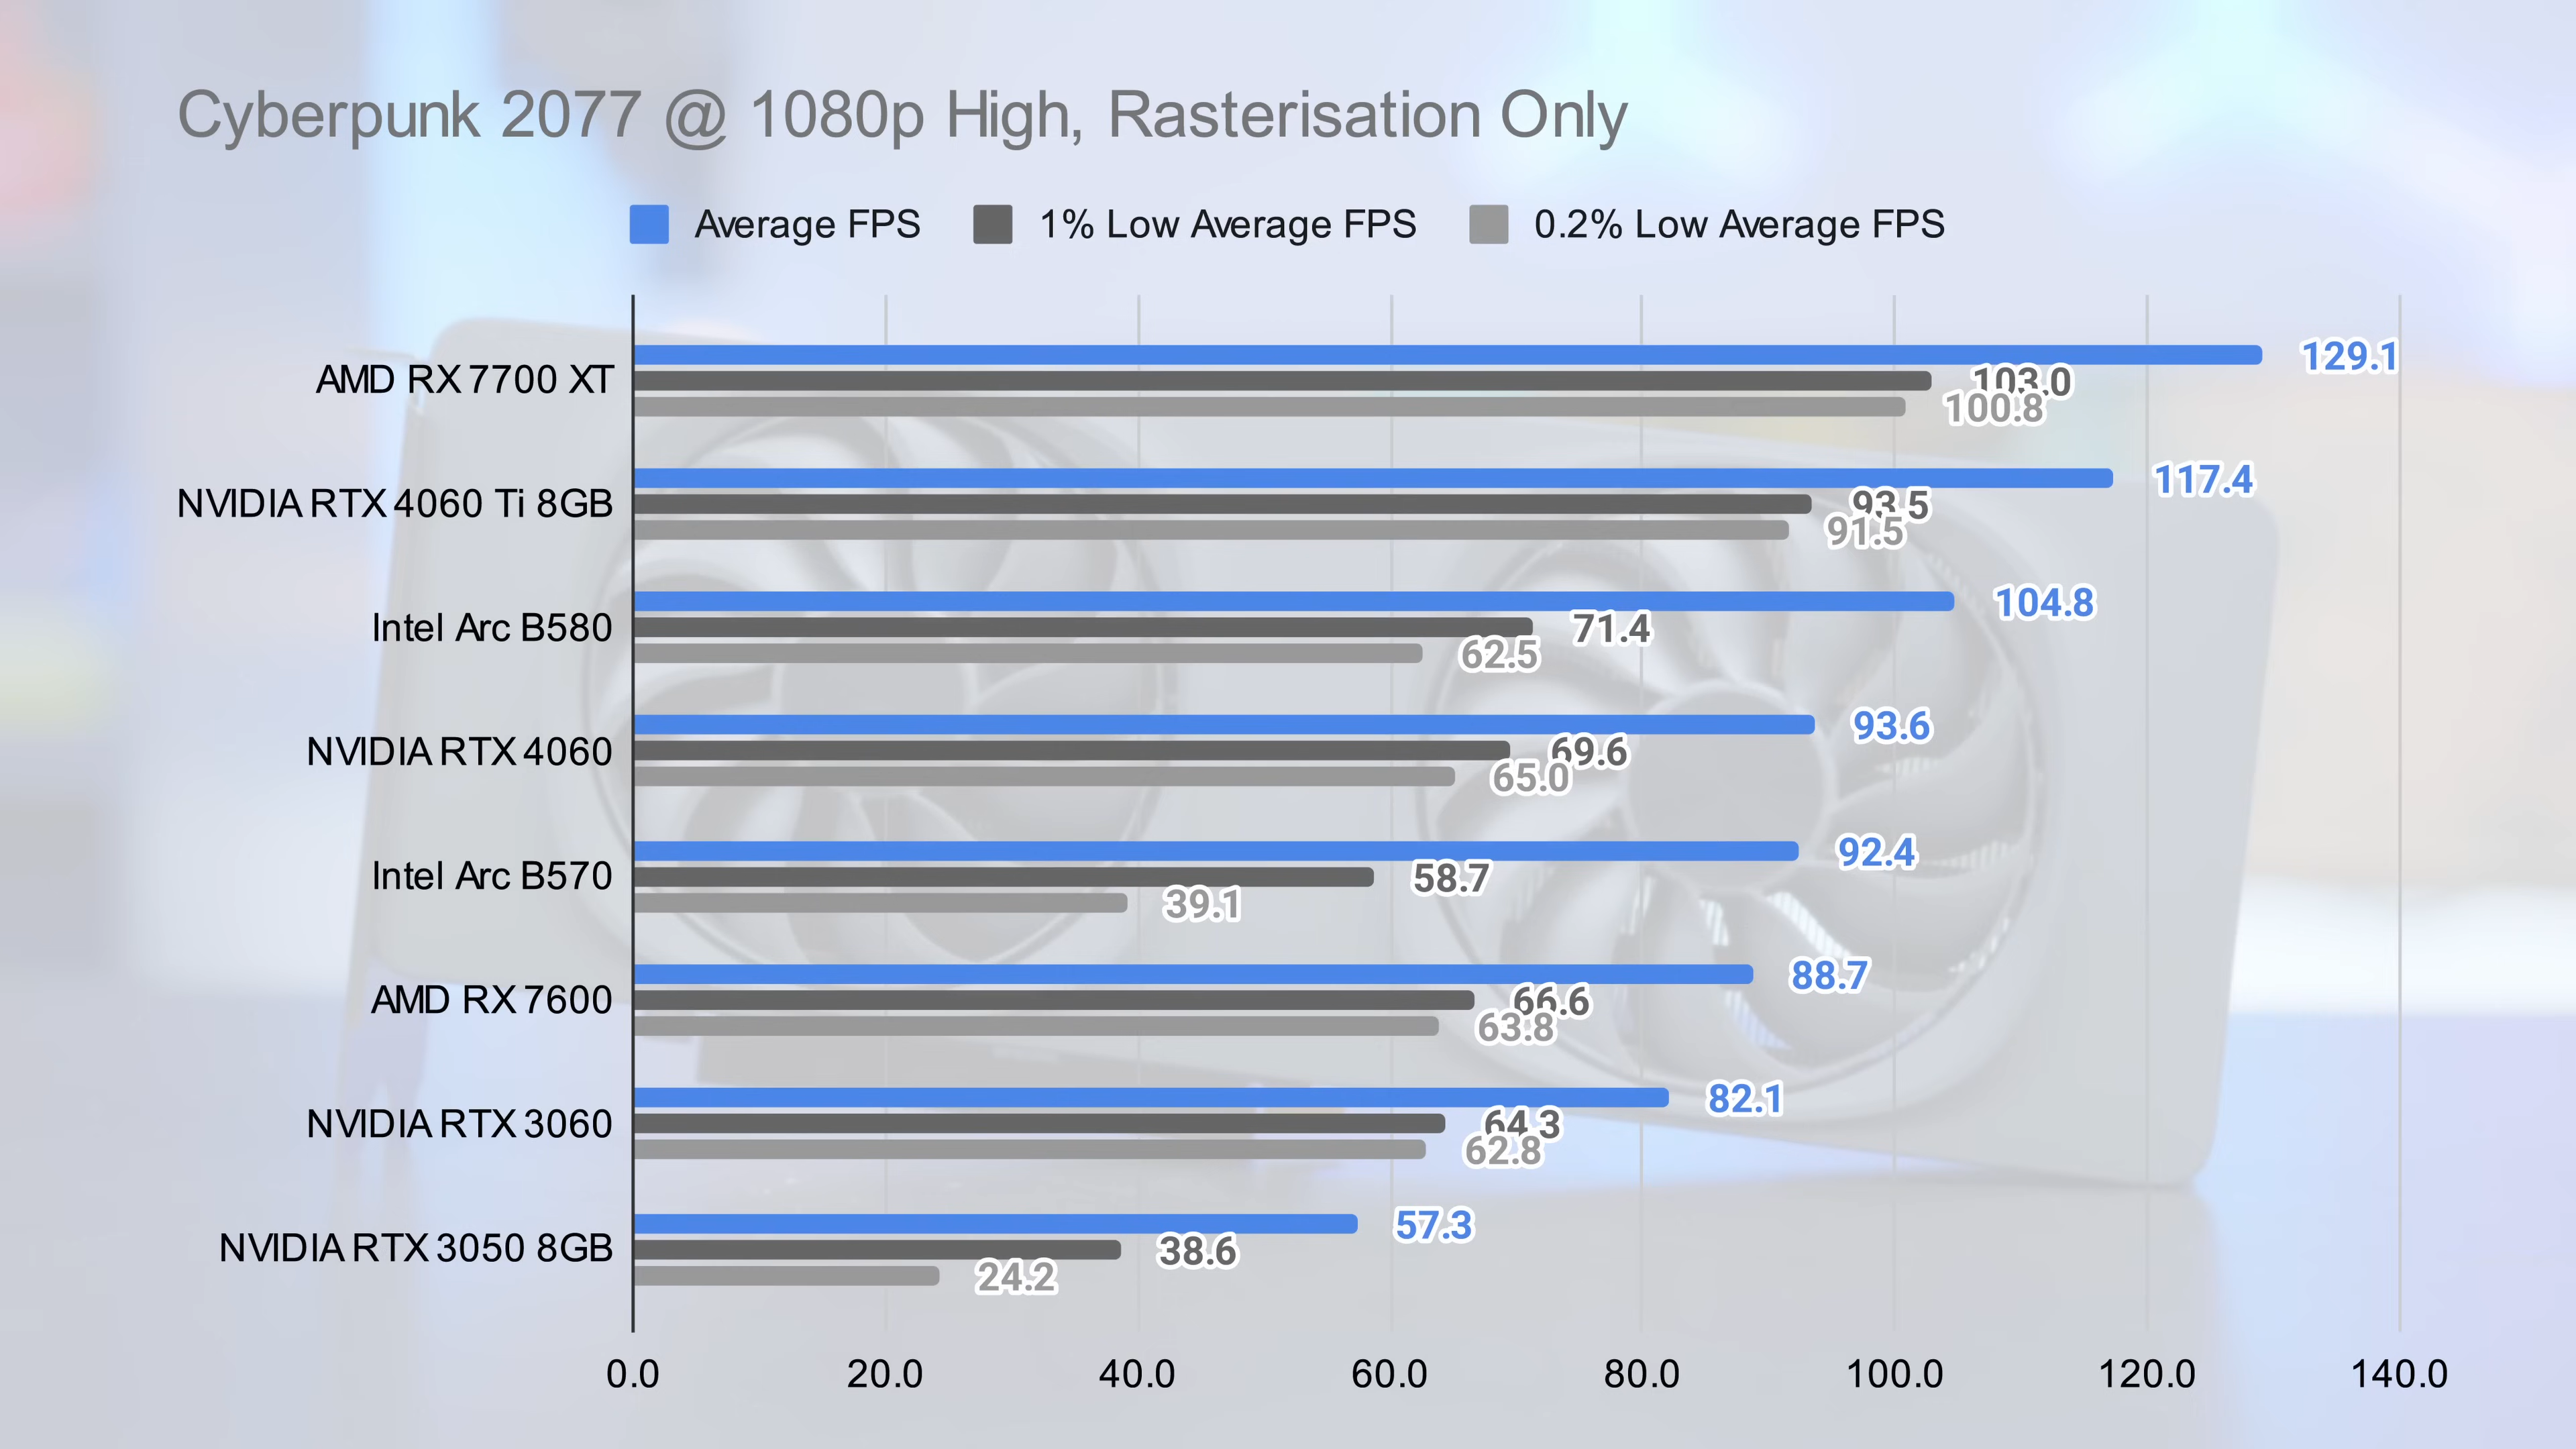 Cyberpunk 2077 @ 1080p High, Rasterisation Only
Average FPS 1% Low Average FPS 0.2% Low Average FPS
AMD RX 7700 XT
129.1
103.0
100.8
NVIDIA RTX 4060 Ti 8GB
117.4
93.5
91.5
Intel Arc B580
104.8
71.4
62.5
NVIDIA RTX 4060
93.6
69.6
65.0
Intel Arc B570
92.4
58.7
39.1
AMD RX 7600
88.7
66.6
63.8
NVIDIA RTX 3060
82.1
64.3
62.8
NVIDIA RTX 3050 8GB
57.3
38.6
24.2
0.0 20.0 40.0 60.0 80.0 100.0 120.0 140.0